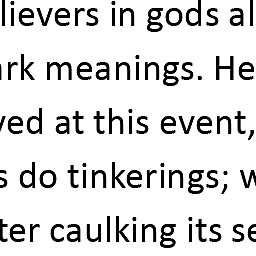 lievers in gods al
ark meanings. He
ved at this event,
s do tinkerings; w
ter caulking its se